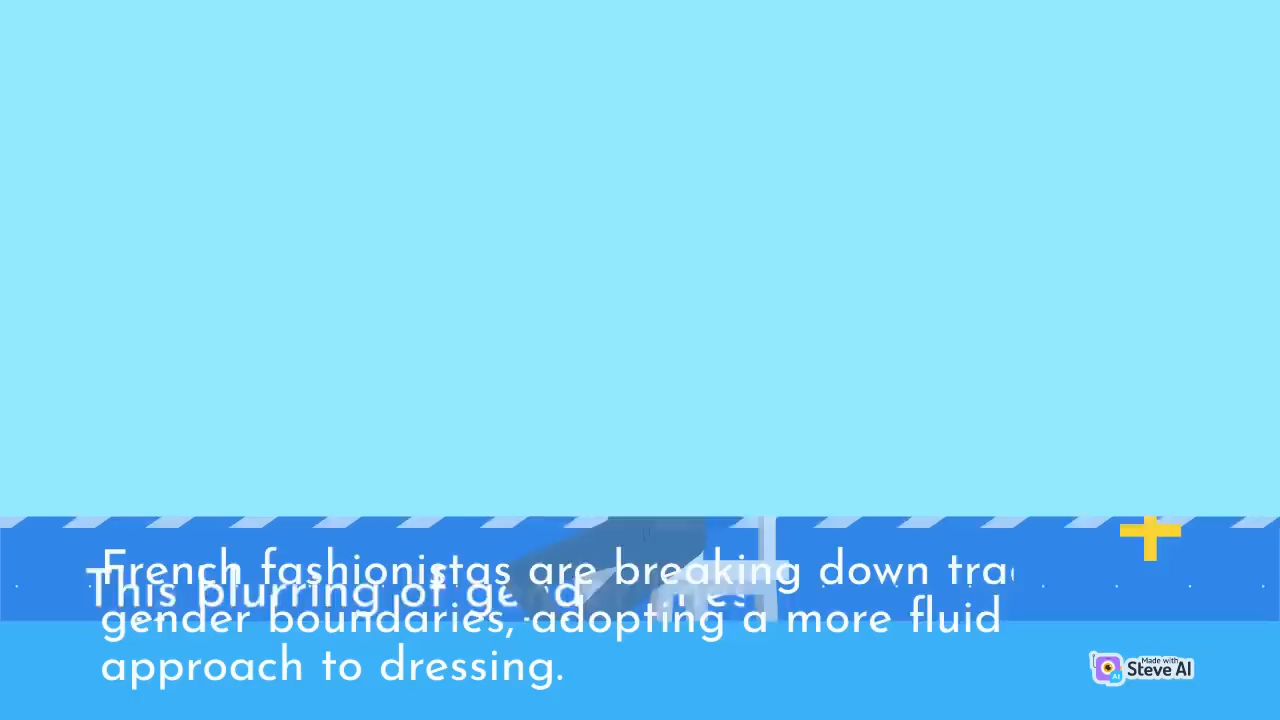 French fashionistas are breaking down
gender boundaries, adopting a more fluid
approach to dressing.
This blurring of
Made with
Steve AI
AI